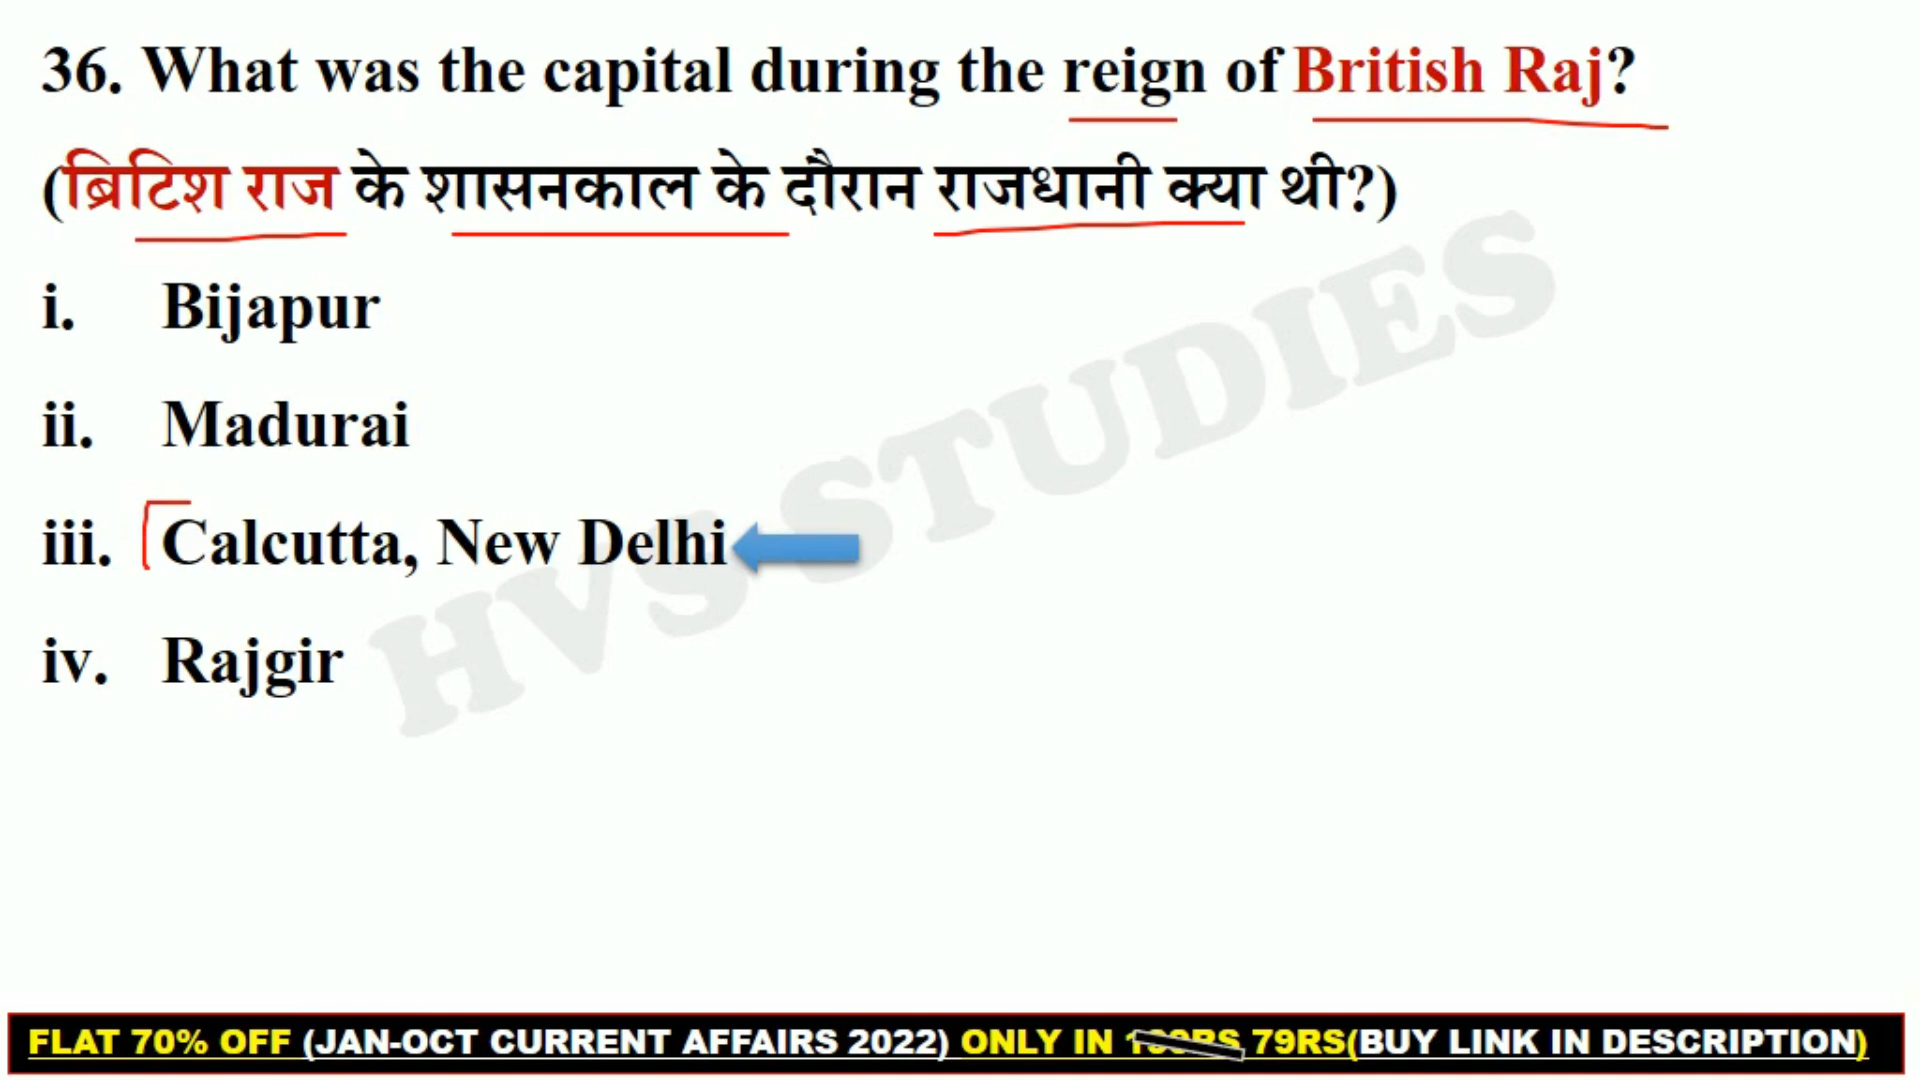 36. What was the capital during the reign of British Raj?
(ब्रिटिश राज के शासनकाल के दौरान राजधानी क्या थी?)
i. Bijapur
ii. Madurai
iii. Calcutta, New Delhi
iv. Rajgir
HVS STUDIES
FLAT 70% OFF (JAN-OCT CURRENT AFFAIRS 2022) ONLY IN 79RS(BUY LINK IN DESCRIPTION)